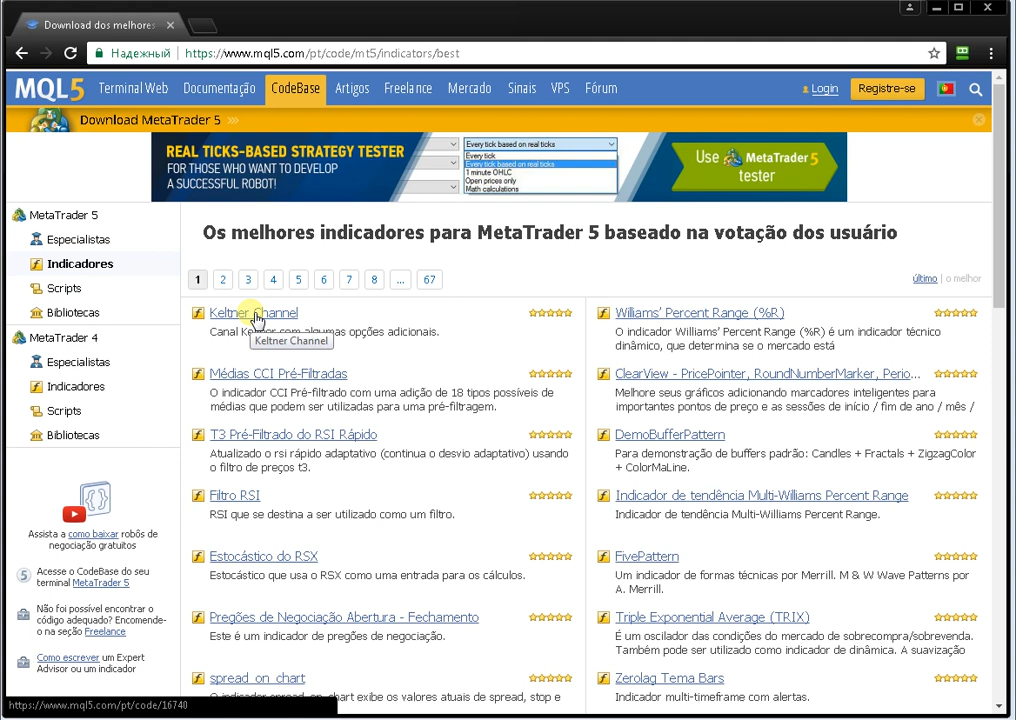 Download dos melhores
Надежный
https://www.mql5.com/pt/code/mt5/indicators/best
MQL5
Terminal Web
Documentação
CodeBase
Artigos
Freelance
Mercado
Sinais
VPS
Fórum
Login
Registre-se
Download MetaTrader 5
REAL TICKS-BASED STRATEGY TESTER
FOR THOSE WHO WANT TO DEVELOP
A SUCCESSFUL ROBOT!
Every tick based on real ticks
Every tick
Every tick based on real ticks
1 minute OHLC
Open prices only
Math calculations
Use MetaTrader 5
tester
MetaTrader 5
Especialistas
Indicadores
Scripts
Bibliotecas
MetaTrader 4
Especialistas
Indicadores
Scripts
Bibliotecas
Assista a como baixar robôs de
negociação gratuitos
5
Acesse o CodeBase do seu
terminal MetaTrader 5
Não foi possível encontrar o
código adequado? Encomende-
o na seção Freelance
Como escrever um Expert
Advisor ou um indicador
Os melhores indicadores para MetaTrader 5 baseado na votação dos usuário
1 2 3 4 5 6 7 8 ... 67
último | o melhor
Keltner Channel
Canal Keltner com algumas opções adicionais.
Keltner Channel
Médias CCI Pré-Filtradas
O indicador CCI Pré-filtrado com uma adição de 18 tipos possíveis de
médias que podem ser utilizadas para uma pré-filtragem.
T3 Pré-Filtrado do RSI Rápido
Atualizado o rsi rápido adaptativo (continua o desvio adaptativo) usando
o filtro de preços t3.
Filtro RSI
RSI que se destina a ser utilizado como um filtro.
Estocástico do RSX
Estocástico que usa o RSX como uma entrada para os cálculos.
Pregões de Negociação Abertura - Fechamento
Este é um indicador de pregões de negociação.
spread_on_chart
O indicador spread_on_chart exibe os valores atuais de spread, stop e
Williams' Percent Range (%R)
O indicador Williams' Percent Range (%R) é um indicador técnico
dinâmico, que determina se o mercado está
ClearView - PricePointer, RoundNumberMarker, Perio...
Melhore seus gráficos adicionando marcadores inteligentes para
importantes pontos de preço e as sessões de início / fim de ano / mês /
DemoBufferPattern
Para demonstração de buffers padrão: Candles + Fractals + ZigzagColor
+ ColorMaLine.
Indicador de tendência Multi-Williams Percent Range
Indicador de tendência Multi-Williams Percent Range.
FivePattern
Um indicador de formas técnicas por Merrill. M & W Wave Patterns por
A. Merrill.
Triple Exponential Average (TRIX)
É um oscilador das condições do mercado de sobrecompra/sobrevenda.
Também pode ser utilizado como indicador de dinâmica. A suavização
Zerolag Tema Bars
Indicador multi-timeframe com alertas.
https://www.mql5.com/pt/code/16740